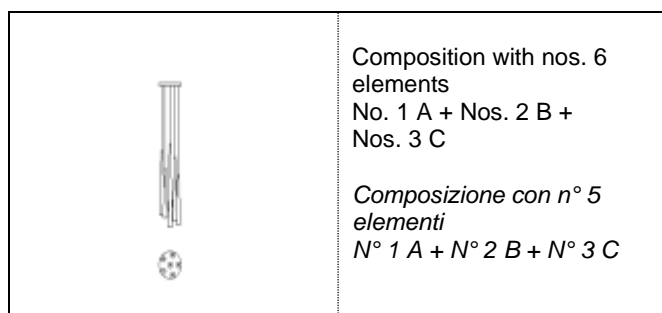 Composition with nos. 6
elements
No. 1 A + Nos. 2 B +
Nos. 3 C
Composizione con n° 5
elementi
N° 1 A + N° 2 B + N° 3 C